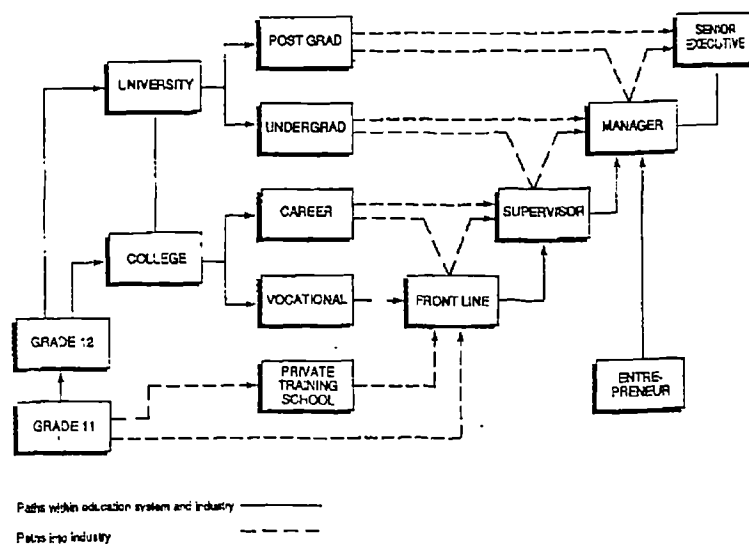 POST GRAD
SENIOR
EXECUTIVE
UNIVERSITY
UNDERGRAD
MANAGER
CAREER
SUPERVISOR
COLLEGE
VOCATIONAL
FRONT LINE
GRADE 12
PRIVATE
TRAINING
SCHOOL
ENTRE-
PRENEUR
GRADE 11
Paths within education system and industry
Paths into industry